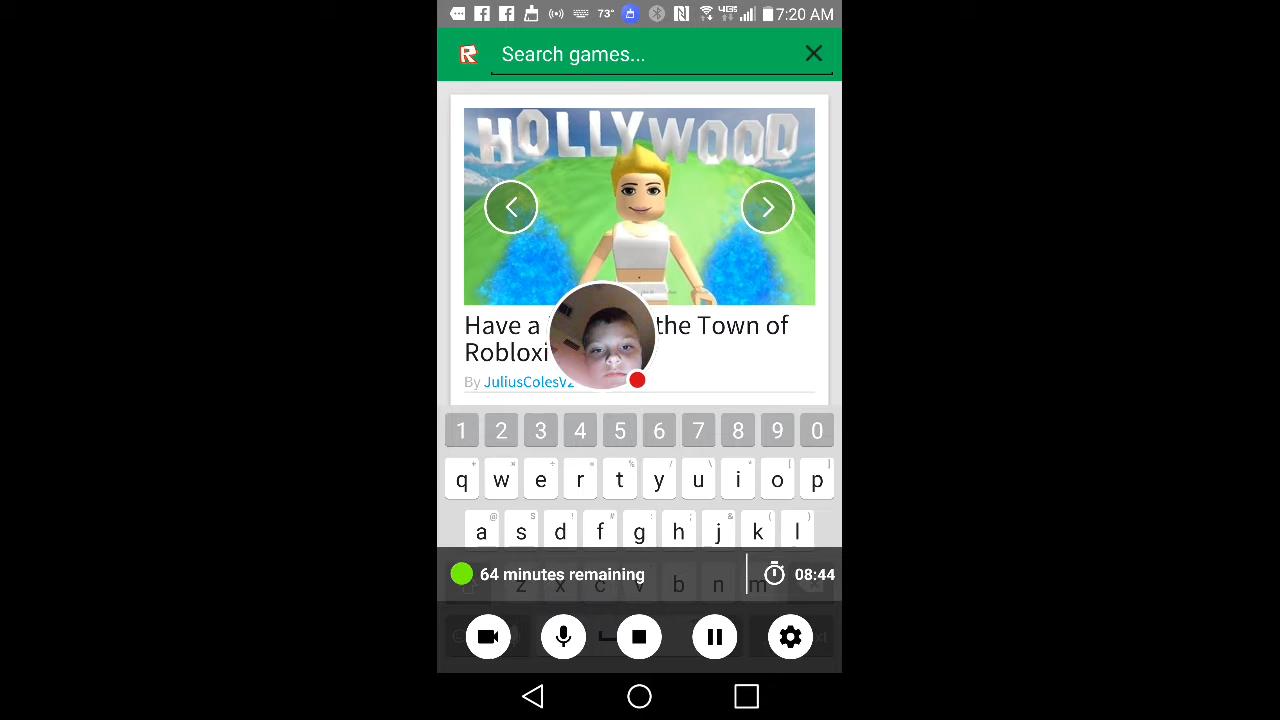 73° 4G 7:20 AM
Search games...
HOLLYWOOD
Have a the Town of
Robloxi
By JuliusColesV2
1 2 3 4 5 6 7 8 9 0
q w e r t y u i o p
a s d f g h j k l
64 minutes remaining 08:44
z x c v b n m